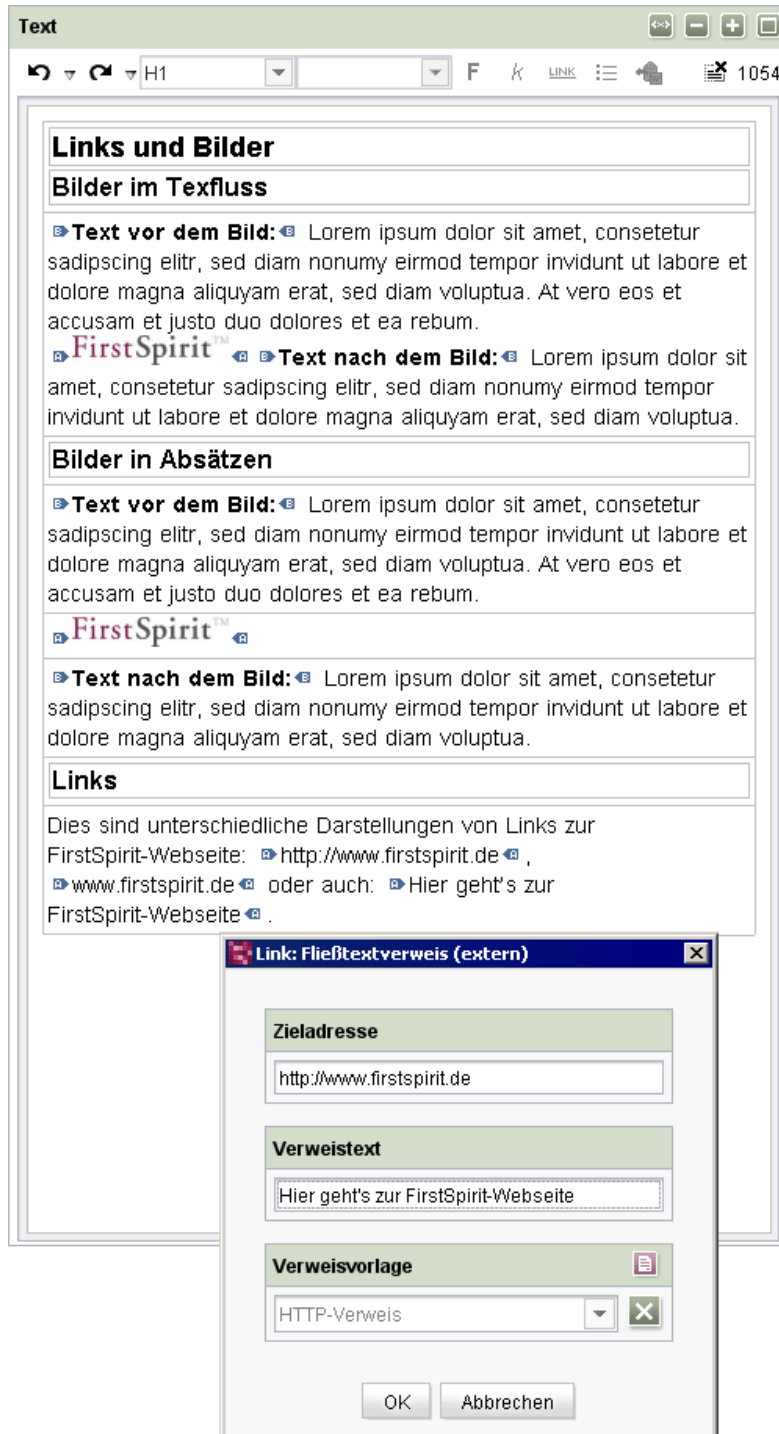 Text
H1
F k LINK 1054
Links und Bilder
Bilder im Texfluss
B Text vor dem Bild: B Lorem ipsum dolor sit amet, consetetur
sadipscing elitr, sed diam nonumy eirmod tempor invidunt ut labore et
dolore magna aliquyam erat, sed diam voluptua. At vero eos et
accusam et justo duo dolores et ea rebum.
A FirstSpirit™ A B Text nach dem Bild: B Lorem ipsum dolor sit
amet, consetetur sadipscing elitr, sed diam nonumy eirmod tempor
invidunt ut labore et dolore magna aliquyam erat, sed diam voluptua.
Bilder in Absätzen
B Text vor dem Bild: B Lorem ipsum dolor sit amet, consetetur
sadipscing elitr, sed diam nonumy eirmod tempor invidunt ut labore et
dolore magna aliquyam erat, sed diam voluptua. At vero eos et
accusam et justo duo dolores et ea rebum.
A FirstSpirit™ A
B Text nach dem Bild: B Lorem ipsum dolor sit amet, consetetur
sadipscing elitr, sed diam nonumy eirmod tempor invidunt ut labore et
dolore magna aliquyam erat, sed diam voluptua.
Links
Dies sind unterschiedliche Darstellungen von Links zur
FirstSpirit-Webseite: A http://www.firstspirit.de A ,
A www.firstspirit.de A oder auch: A Hier geht's zur
FirstSpirit-Webseite A .
Link: Fließtextverweis (extern)
Zieladresse
http://www.firstspirit.de
Verweistext
Hier geht's zur FirstSpirit-Webseite
Verweisvorlage
HTTP-Verweis
OK Abbrechen